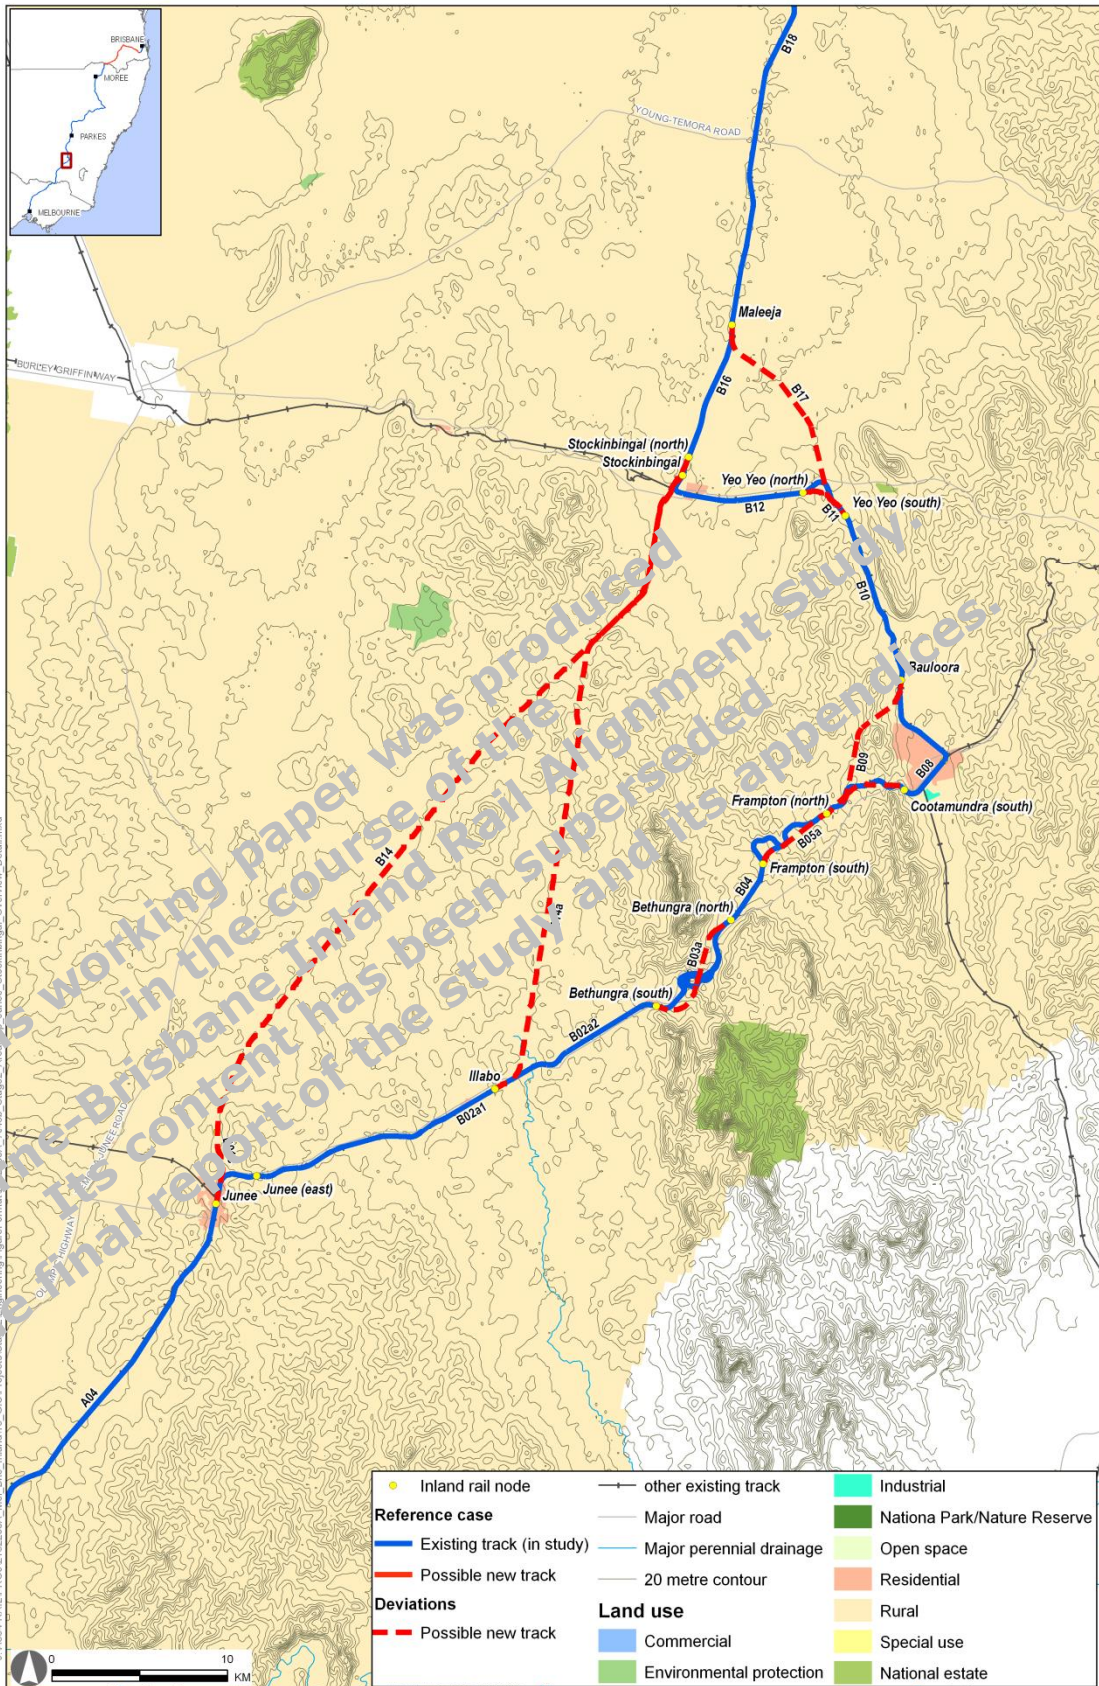 BRISBANE
MOREE
PARKES
MELBOURNE
B18
YOUNG-TEMORA ROAD
Maleeja
BURLEY GRIFFIN WAY
B16
B17
Stockinbingal (north)
Stockinbingal
Yeo Yeo (north)
B12
B11
Yeo Yeo (south)
B10
Bauloora
B09
B08
Cootamundra (south)
Frampton (north)
B05a
Frampton (south)
B04
Bethungra (north)
B03a
Bethungra (south)
B14
B02a2
Illabo
B02a1
JUNEE ROAD
Junee (east)
Junee
HIGHWAY
A04
working paper was produced
in the course of the
ne-Brisbane Inland Rail Alignment Study.
Its content has been superseded
final report of the study and its appendices.
Inland rail node
Reference case
Existing track (in study)
Possible new track
Deviations
Possible new track
other existing track
Major road
Major perennial drainage
20 metre contour
Land use
Commercial
Environmental protection
Industrial
Nationa Park/Nature Reserve
Open space
Residential
Rural
Special use
National estate
0 10
KM